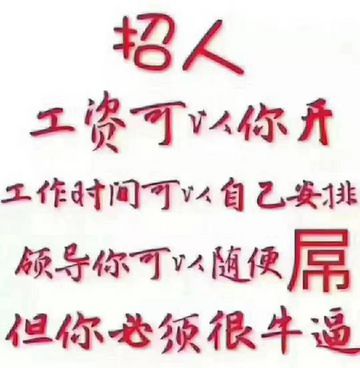 招人
工资可以你开
工作时间可以自己安排
领导你可以随便屌
但你必须很牛逼